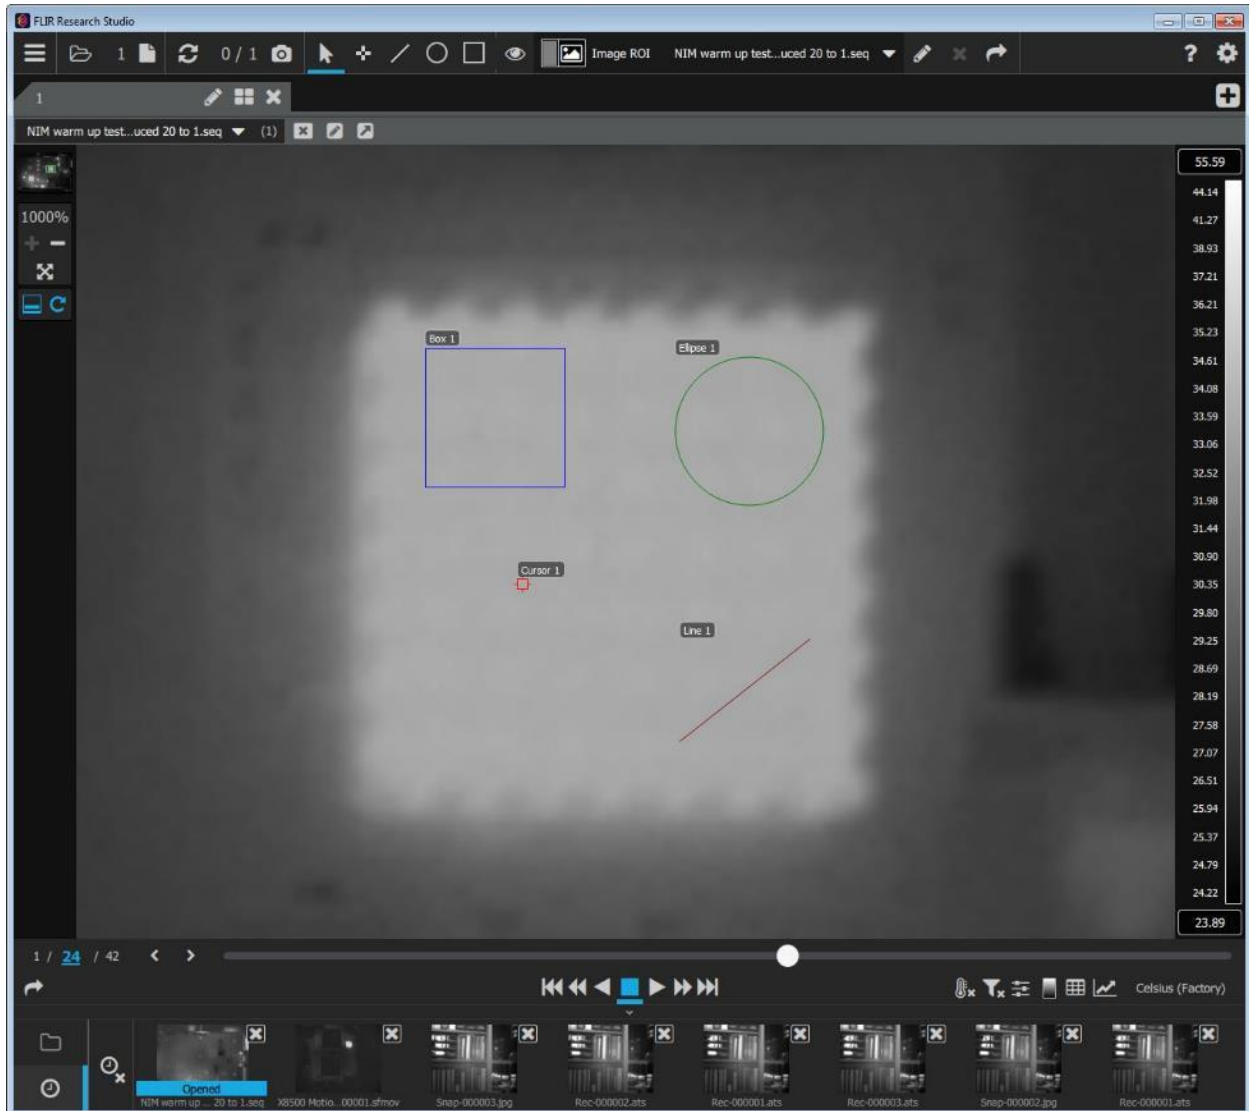 FLIR Research Studio
1
0 / 1
Image ROI
NIM warm up test...uced 20 to 1.seq
?
1
NIM warm up test...uced 20 to 1.seq
(1)
1000%
Box 1
Ellipse 1
Cursor 1
Line 1
55.59
44.14
41.27
38.93
37.21
36.21
35.23
34.61
34.08
33.59
33.06
32.52
31.98
31.44
30.90
30.35
29.80
29.25
28.69
28.19
27.58
27.07
26.51
25.94
25.37
24.79
24.22
23.89
1 / 24 / 42
Celsius (Factory)
Opened
NIM warm up ... 20 to 1.seq
X8500 Motio...00001.sfmov
Snap-000003.jpg
Rec-000002.ats
Rec-000001.ats
Rec-000003.ats
Snap-000002.jpg
Rec-000001.ats